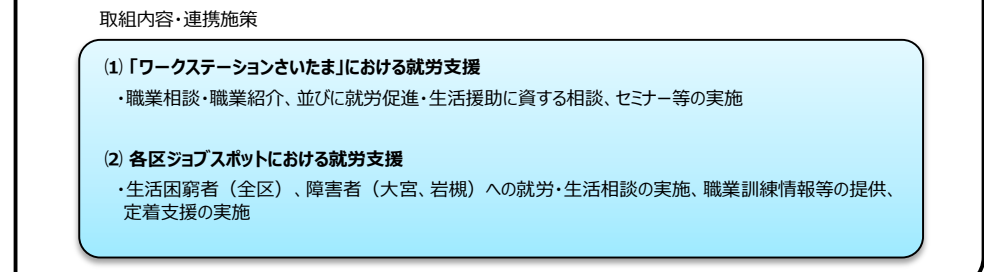 取組内容・連携施策
⑴「ワークステーションさいたま」における就労支援
・職業相談・職業紹介、並びに就労促進・生活援助に資する相談、セミナー等の実施
⑵ 各区ジョブスポットにおける就労支援
・生活困窮者（全区）、障害者（大宮、岩槻）への就労・生活相談の実施、職業訓練情報等の提供、
定着支援の実施